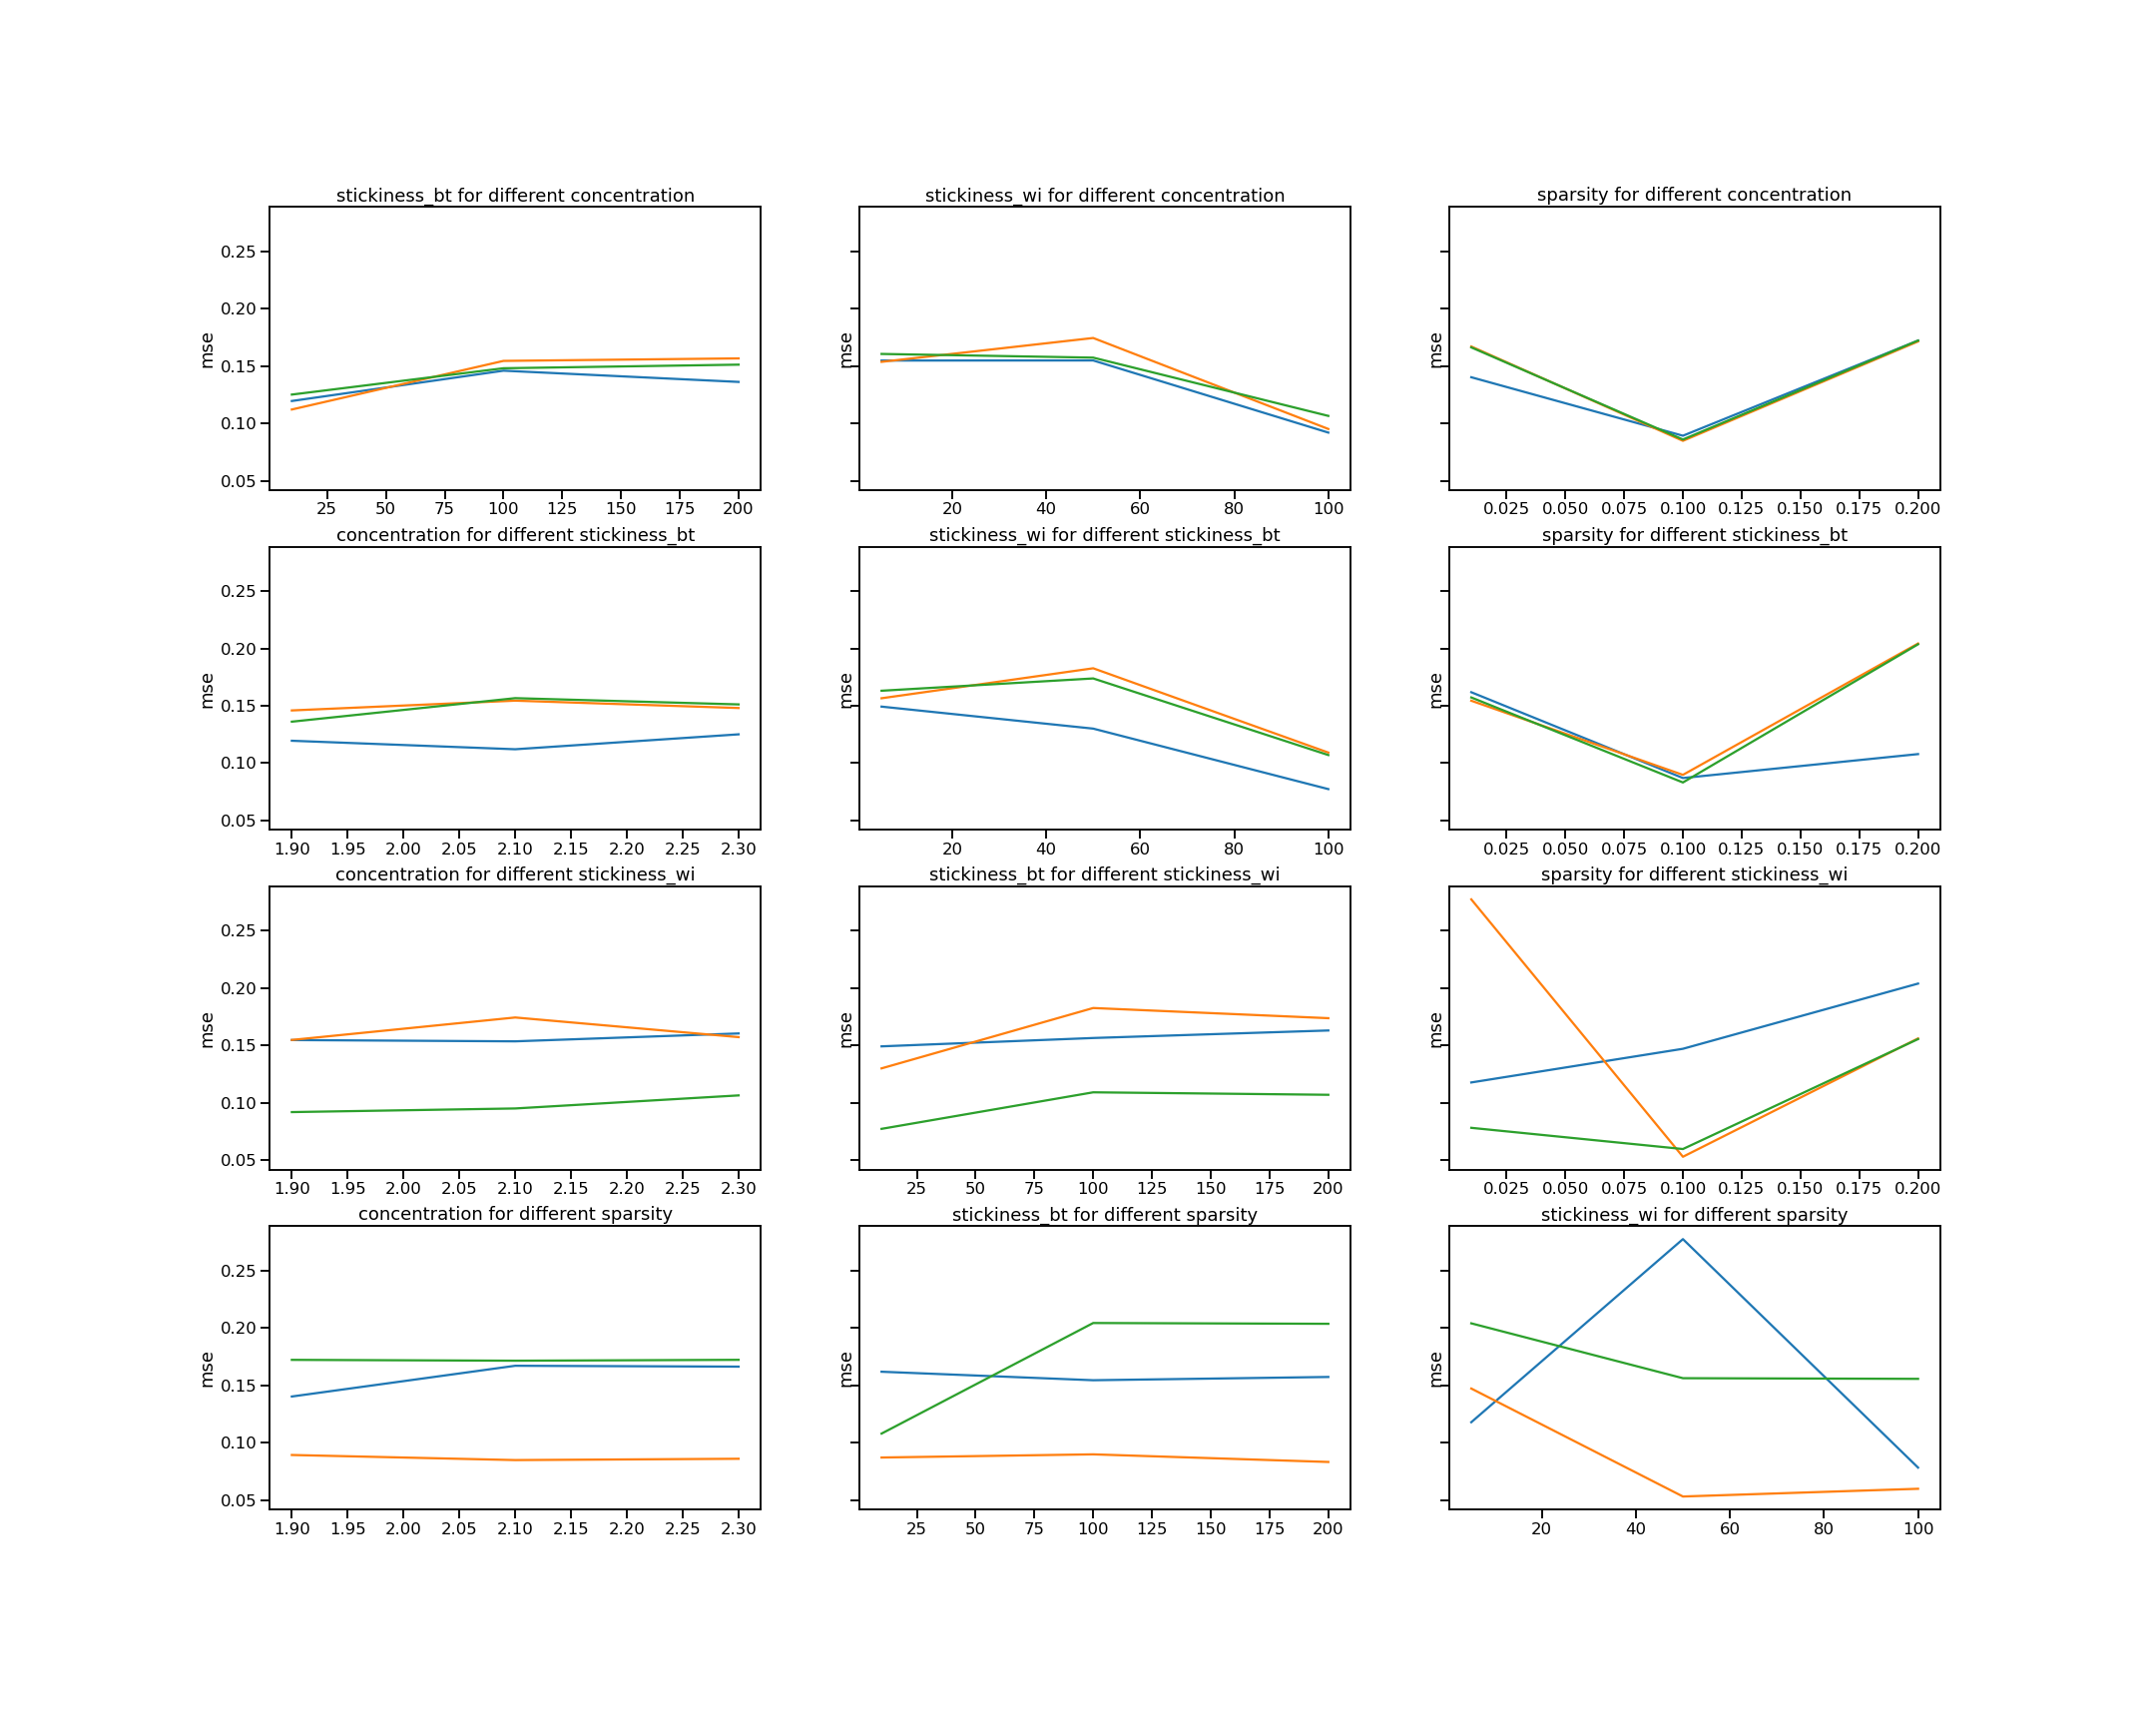 stickiness_bt for different concentration
stickiness_wi for different concentration
sparsity for different concentration
mse
0.25
0.20
0.15
0.10
0.05
25 50 75 100 125 150 175 200
mse
20 40 60 80 100
mse
0.025 0.050 0.075 0.100 0.125 0.150 0.175 0.200
concentration for different stickiness_bt
stickiness_wi for different stickiness_bt
sparsity for different stickiness_bt
mse
0.25
0.20
0.15
0.10
0.05
1.90 1.95 2.00 2.05 2.10 2.15 2.20 2.25 2.30
mse
20 40 60 80 100
mse
0.025 0.050 0.075 0.100 0.125 0.150 0.175 0.200
concentration for different stickiness_wi
stickiness_bt for different stickiness_wi
sparsity for different stickiness_wi
mse
0.25
0.20
0.15
0.10
0.05
1.90 1.95 2.00 2.05 2.10 2.15 2.20 2.25 2.30
mse
25 50 75 100 125 150 175 200
mse
0.025 0.050 0.075 0.100 0.125 0.150 0.175 0.200
concentration for different sparsity
stickiness_bt for different sparsity
stickiness_wi for different sparsity
mse
0.25
0.20
0.15
0.10
0.05
1.90 1.95 2.00 2.05 2.10 2.15 2.20 2.25 2.30
mse
25 50 75 100 125 150 175 200
mse
20 40 60 80 100